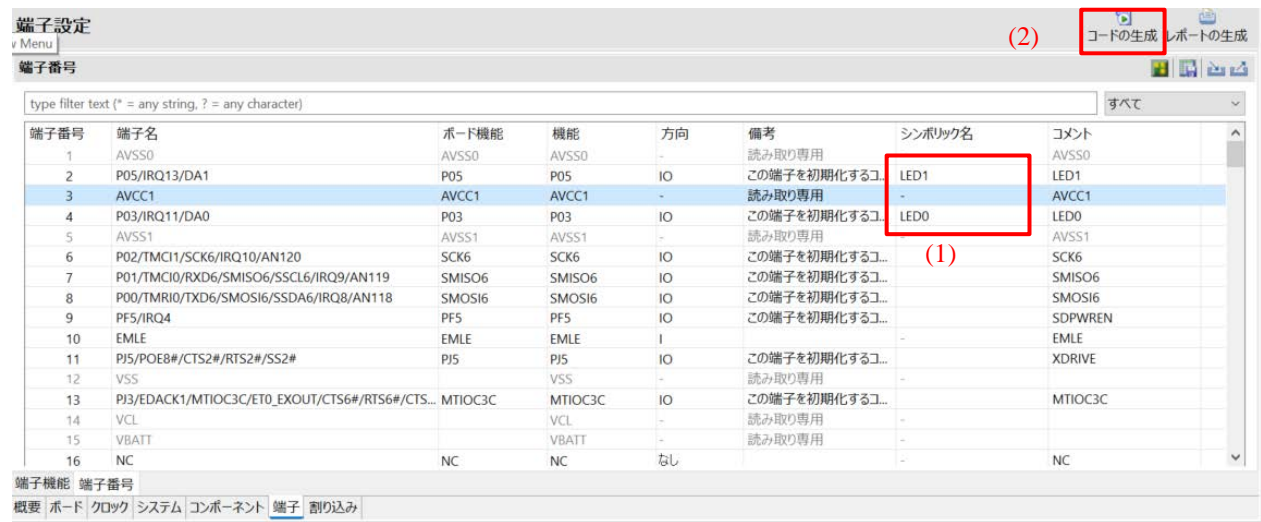 端子設定
w Menu
(2)
コードの生成 レポートの生成
端子番号
type filter text (* = any string, ? = any character) すべて
端子番号 端子名 ボード機能 機能 方向 備考 シンボリック名 コメント
1 AVSS0 AVSS0 AVSS0 - 読み取り専用 AVSS0
2 P05/IRQ13/DA1 P05 P05 IO この端子を初期化するコ... LED1 LED1
3 AVCC1 AVCC1 AVCC1 - 読み取り専用 - AVCC1
4 P03/IRQ11/DA0 P03 P03 IO この端子を初期化するコ... LED0 LED0
5 AVSS1 AVSS1 AVSS1 - 読み取り専用 - AVSS1
(1)
6 P02/TMCI1/SCK6/IRQ10/AN120 SCK6 SCK6 IO この端子を初期化するコ... SCK6
7 P01/TMCI0/RXD6/SMISO6/SSCL6/IRQ9/AN119 SMISO6 SMISO6 IO この端子を初期化するコ... SMISO6
8 P00/TMRI0/TXD6/SMOSI6/SSDA6/IRQ8/AN118 SMOSI6 SMOSI6 IO この端子を初期化するコ... SMOSI6
9 PF5/IRQ4 PF5 PF5 IO この端子を初期化するコ... SDPWREN
10 EMLE EMLE EMLE I - EMLE
11 PJ5/POE8#/CTS2#/RTS2#/SS2# PJ5 PJ5 IO この端子を初期化するコ... XDRIVE
12 VSS VSS - 読み取り専用 -
13 PJ3/EDACK1/MTIOC3C/ET0_EXOUT/CTS6#/RTS6#/CTS... MTIOC3C MTIOC3C IO この端子を初期化するコ... MTIOC3C
14 VCL VCL - 読み取り専用 -
15 VBATT VBATT - 読み取り専用 -
16 NC NC NC なし - NC
端子機能 端子番号
概要 ボード クロック システム コンポーネント 端子 割り込み